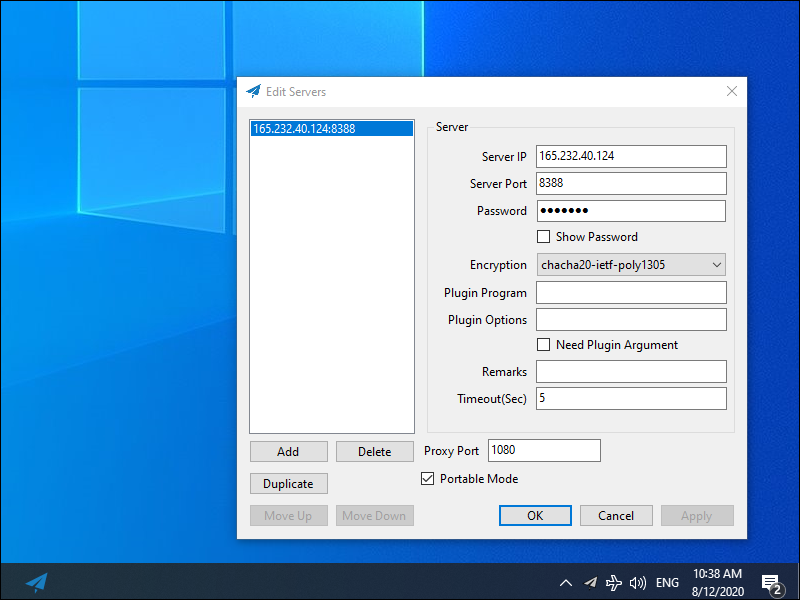 Edit Servers
165.232.40.124:8388
Server
Server IP 165.232.40.124
Server Port 8388
Password ●●●●●●●
Show Password
Encryption chacha20-ietf-poly1305
Plugin Program
Plugin Options
Need Plugin Argument
Remarks
Timeout(Sec) 5
Add Delete Proxy Port 1080
Duplicate Portable Mode
Move Up Move Down OK Cancel Apply
ENG 10:38 AM
8/12/2020 2